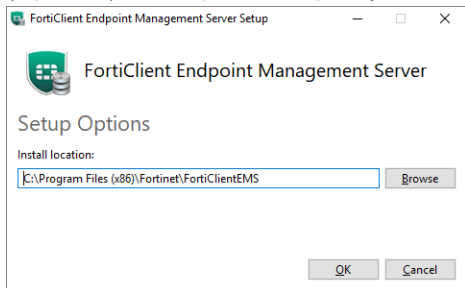 FortiClient Endpoint Management Server Setup
FortiClient Endpoint Management Server
Setup Options
Install location:
C:\Program Files (x86)\Fortinet\FortiClientEMS
Browse
OK
Cancel